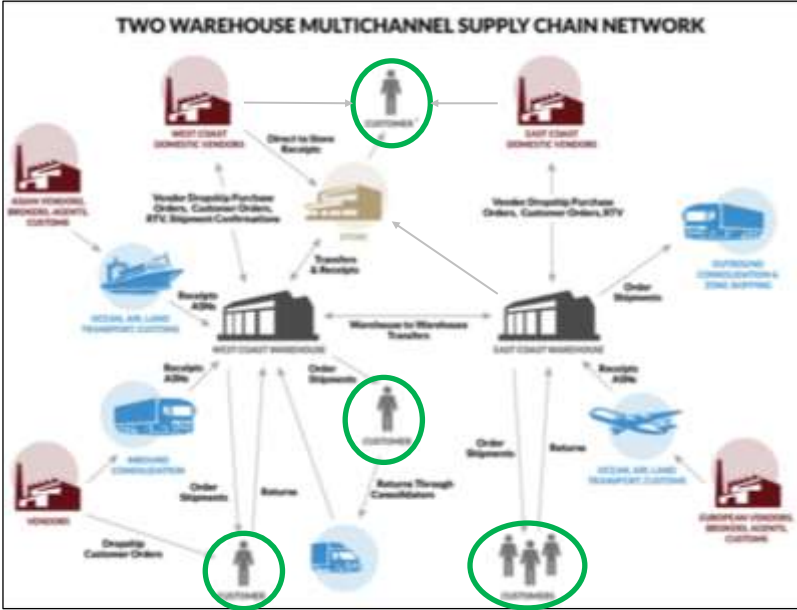 TWO WAREHOUSE MULTICHANNEL SUPPLY CHAIN NETWORK
CUSTOMER
WEST COAST
DOMESTIC VENDORS
EAST COAST
DOMESTIC VENDORS
Direct to Store
Receipts
ASIAN VENDORS,
BROKERS, AGENTS,
CUSTOMS
Vendor Dropship Purchase
Orders, Customer Orders,
RTV, Shipment Confirmations
STORE
Vendor Dropship Purchase
Orders, Customer Orders, RTV
Transfers
& Receipts
OUTBOUND
CONSOLIDATION &
ZONE SKIPPING
Order
Shipments
Receipts
ASNs
OCEAN, AIR, LAND
TRANSPORT, CUSTOMS
Warehouse to Warehouse
Transfers
WEST COAST WAREHOUSE
EAST COAST WAREHOUSE
Receipts
ASNs
Order
Shipments
Receipts
ASNs
CUSTOMER
INBOUND
CONSOLIDATION
Order
Shipments
Returns
Returns Through
Consolidators
Order
Shipments
Returns
OCEAN, AIR, LAND
TRANSPORT, CUSTOMS
VENDORS
EUROPEAN VENDORS,
BROKERS, AGENTS,
CUSTOMS
Dropship
Customer Orders
CUSTOMER
CUSTOMERS